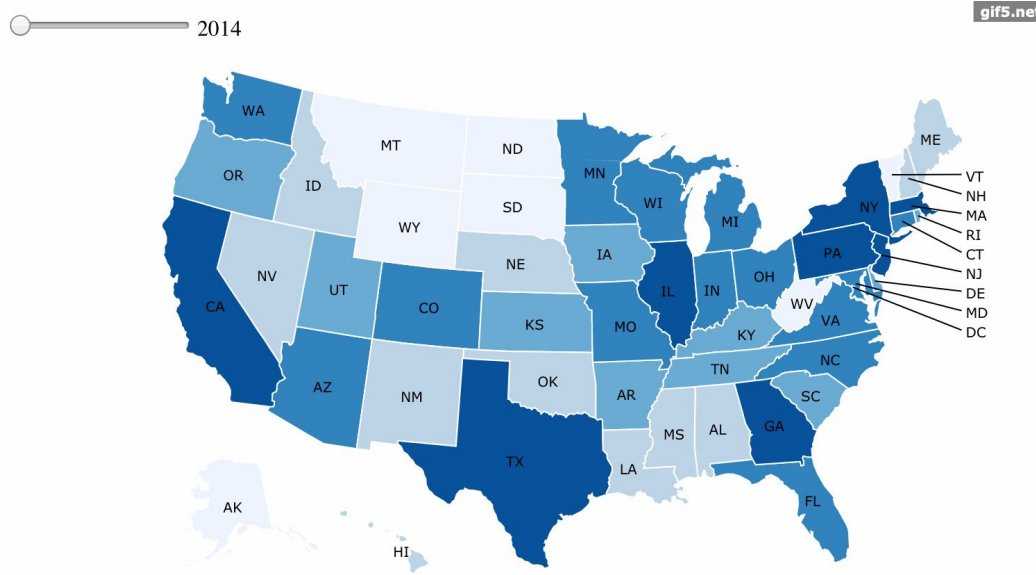 gif5.net
2014
WA
ME
MT
ND
VT
OR
MN
ID
NH
SD
WI
NY
MA
MI
WY
RI
PA
CT
IA
NE
NJ
NV
OH
UT
IL
IN
DE
CO
WV
CA
MD
VA
KS
MO
DC
KY
NC
TN
AZ
OK
AR
SC
NM
GA
MS
AL
TX
LA
FL
AK
HI